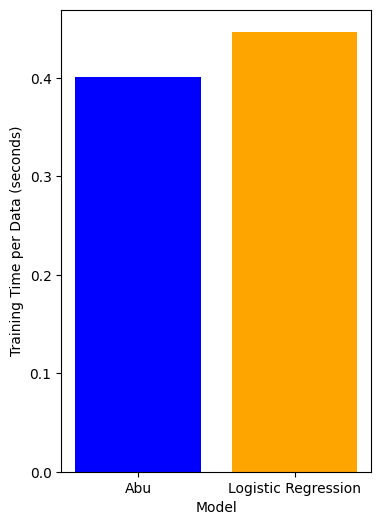 Training Time per Data (seconds)
0.4
0.3
0.2
0.1
0.0
Abu
Logistic Regression
Model